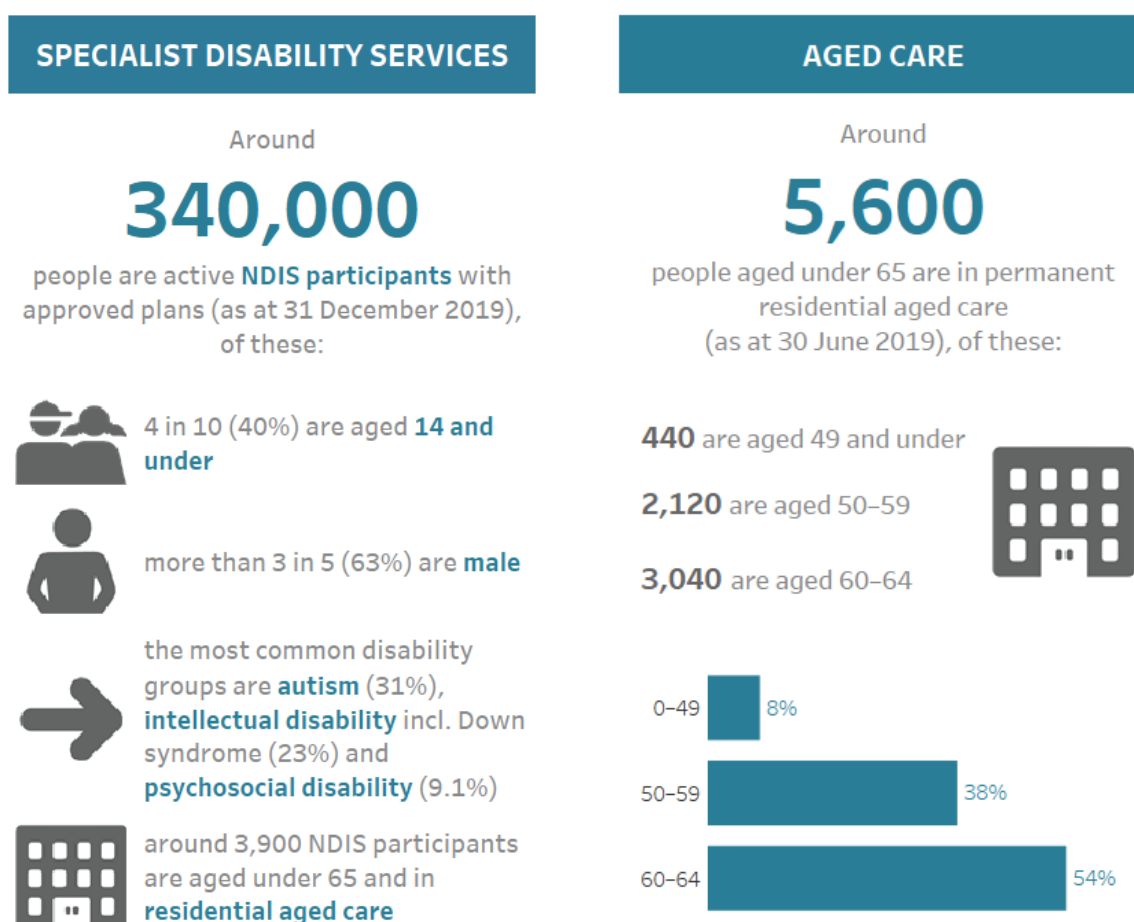 SPECIALIST DISABILITY SERVICES
Around
340,000
people are active NDIS participants with
approved plans (as at 31 December 2019),
of these:
4 in 10 (40%) are aged 14 and
under
more than 3 in 5 (63%) are male
the most common disability
groups are autism (31%),
intellectual disability incl. Down
syndrome (23%) and
psychosocial disability (9.1%)
around 3,900 NDIS participants
are aged under 65 and in
residential aged care
AGED CARE
Around
5,600
people aged under 65 are in permanent
residential aged care
(as at 30 June 2019), of these:
440 are aged 49 and under
2,120 are aged 50–59
3,040 are aged 60–64
0–49 8%
50–59 38%
60–64 54%